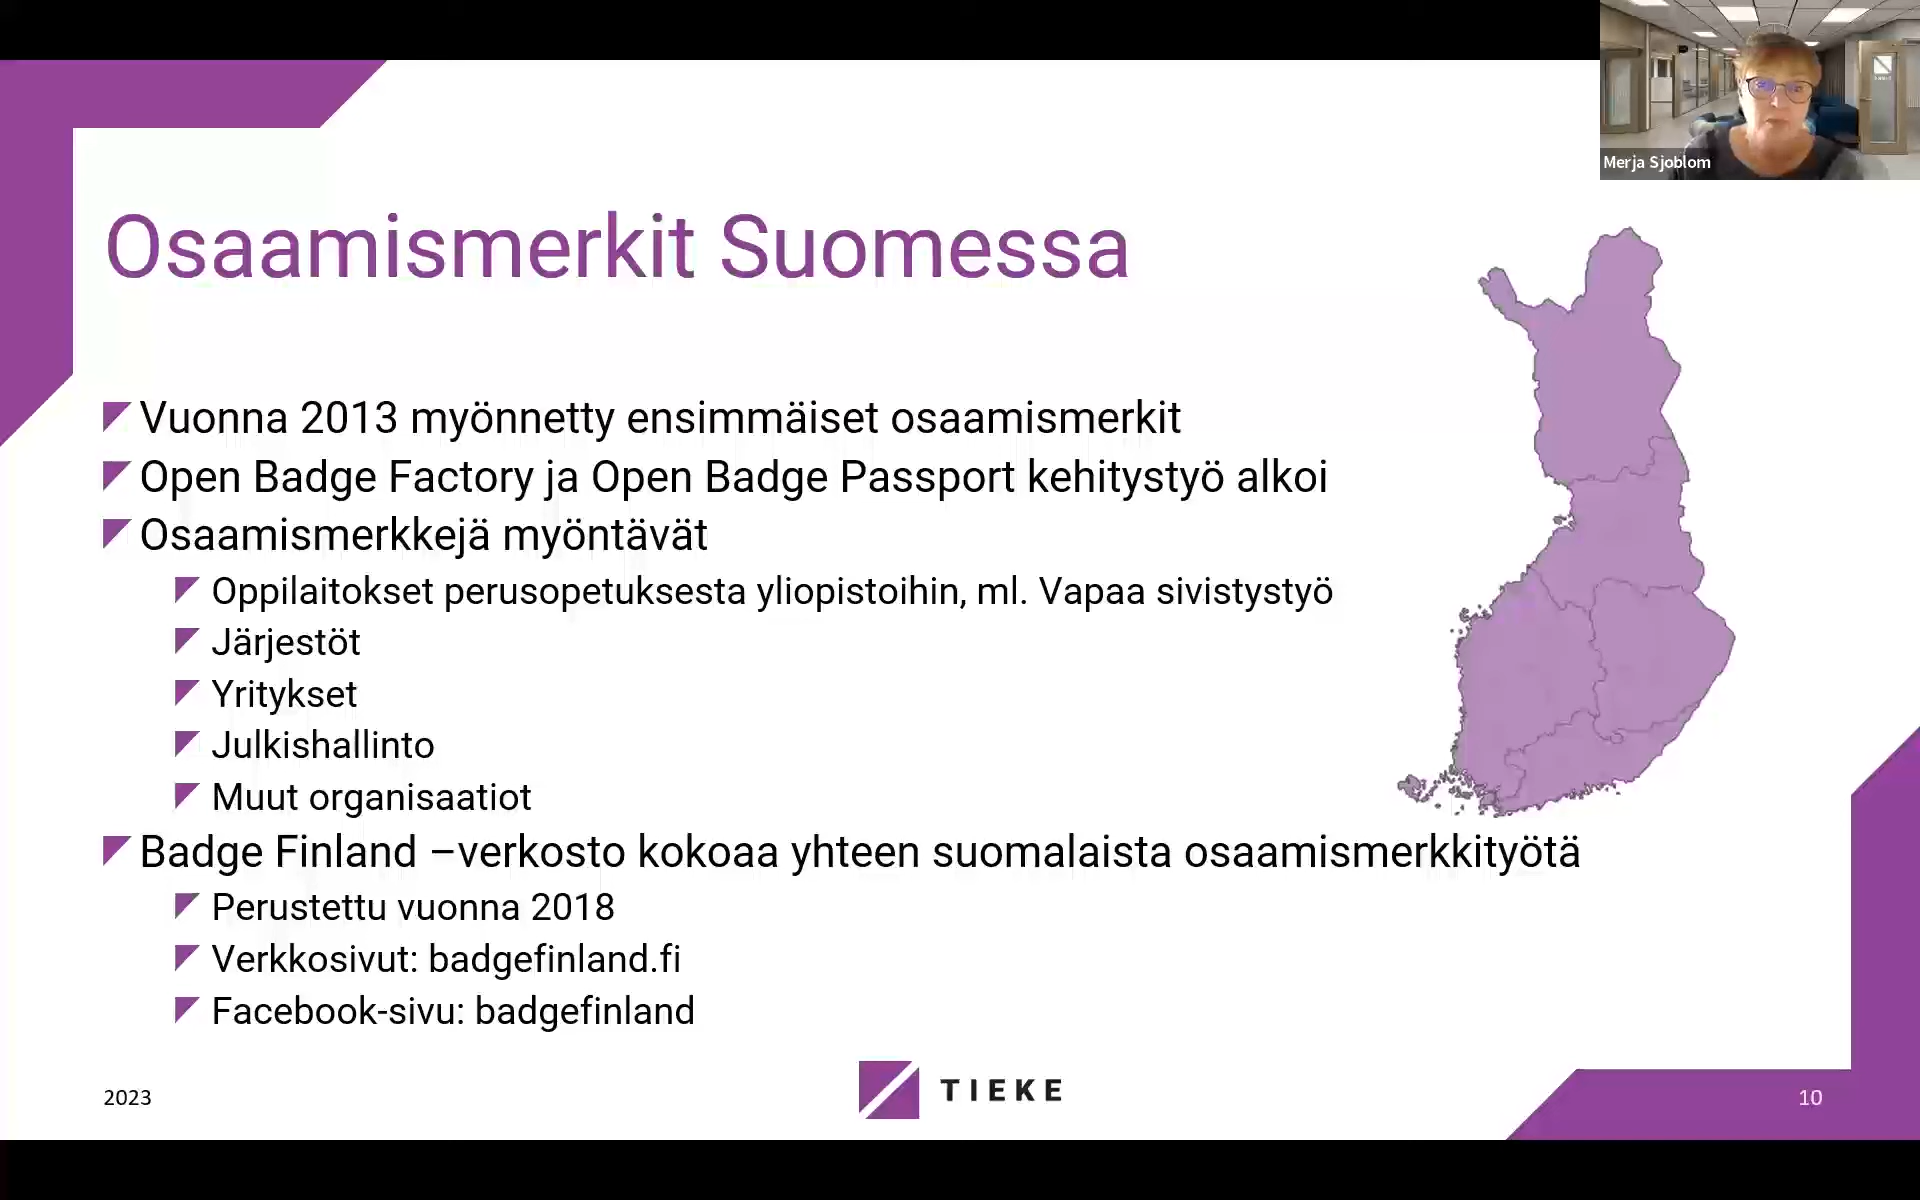 Merja Sjoblom
Osaamismerkit Suomessa
Vuonna 2013 myönnetty ensimmäiset osaamismerkit
Open Badge Factory ja Open Badge Passport kehitystyö alkoi
Osaamismerkkejä myöntävät
Oppilaitokset perusopetuksesta yliopistoihin, ml. Vapaa sivistystyö
Järjestöt
Yritykset
Julkishallinto
Muut organisaatiot
Badge Finland –verkosto kokoaa yhteen suomalaista osaamismerkkityötä
Perustettu vuonna 2018
Verkkosivut: badgefinland.fi
Facebook-sivu: badgefinland
2023
TIEKE
10